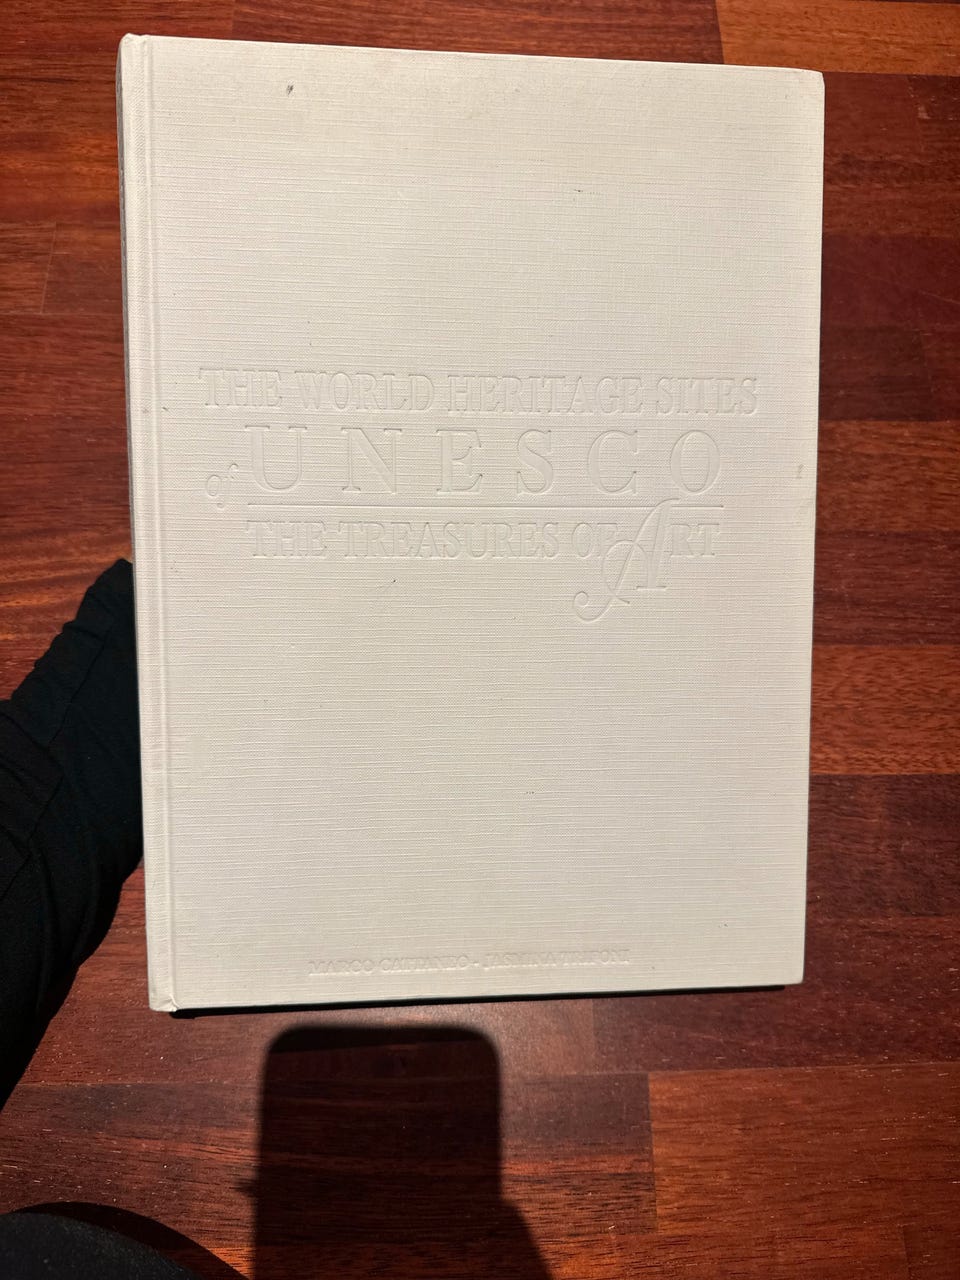 THE WORLD HERITAGE SITES
of UNESCO
THE TREASURES OF ART
MARCO CATTANEO - JASMINA TRIFONI